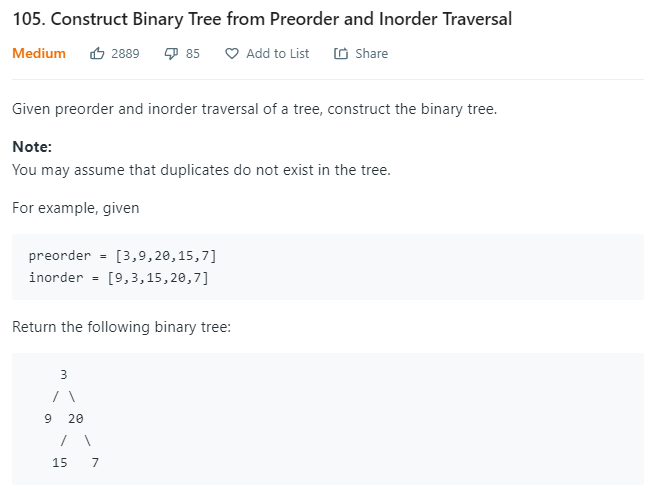 105. Construct Binary Tree from Preorder and Inorder Traversal
Medium 2889 85 Add to List Share
Given preorder and inorder traversal of a tree, construct the binary tree.
Note:
You may assume that duplicates do not exist in the tree.
For example, given
preorder = [3,9,20,15,7]
inorder = [9,3,15,20,7]
Return the following binary tree:
3
/ \
9 20
/ \
15 7